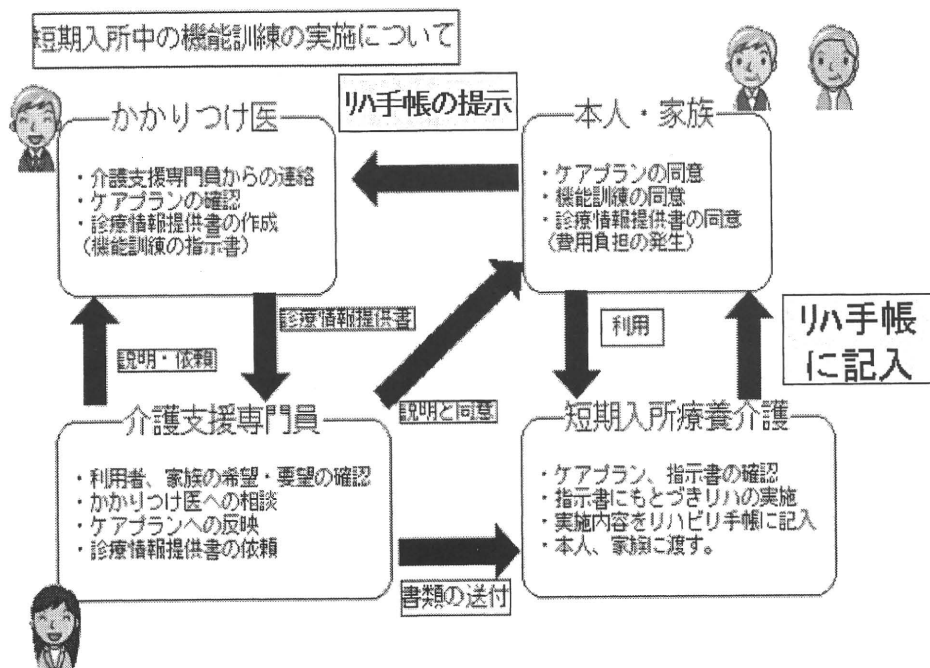 短期入所中の機能訓練の実施について
リハ手帳の提示
かかりつけ医
・介護支援専門員からの連絡
・ケアプランの確認
・診療情報提供書の作成
（機能訓練の指示書）
本人・家族
・ケアプランの同意
・機能訓練の同意
・診療情報提供書の同意
（費用負担の発生）
説明・依頼
診療情報提供書
利用
リハ手帳
に記入
説明と同意
介護支援専門員
・利用者、家族の希望・要望の確認
・かかりつけ医への相談
・ケアプランへの反映
・診療情報提供書の依頼
短期入所療養介護
・ケアプラン、指示書の確認
・指示書にもとづきリハの実施
・実施内容をリハビリ手帳に記入
・本人、家族に渡す。
書類の送付